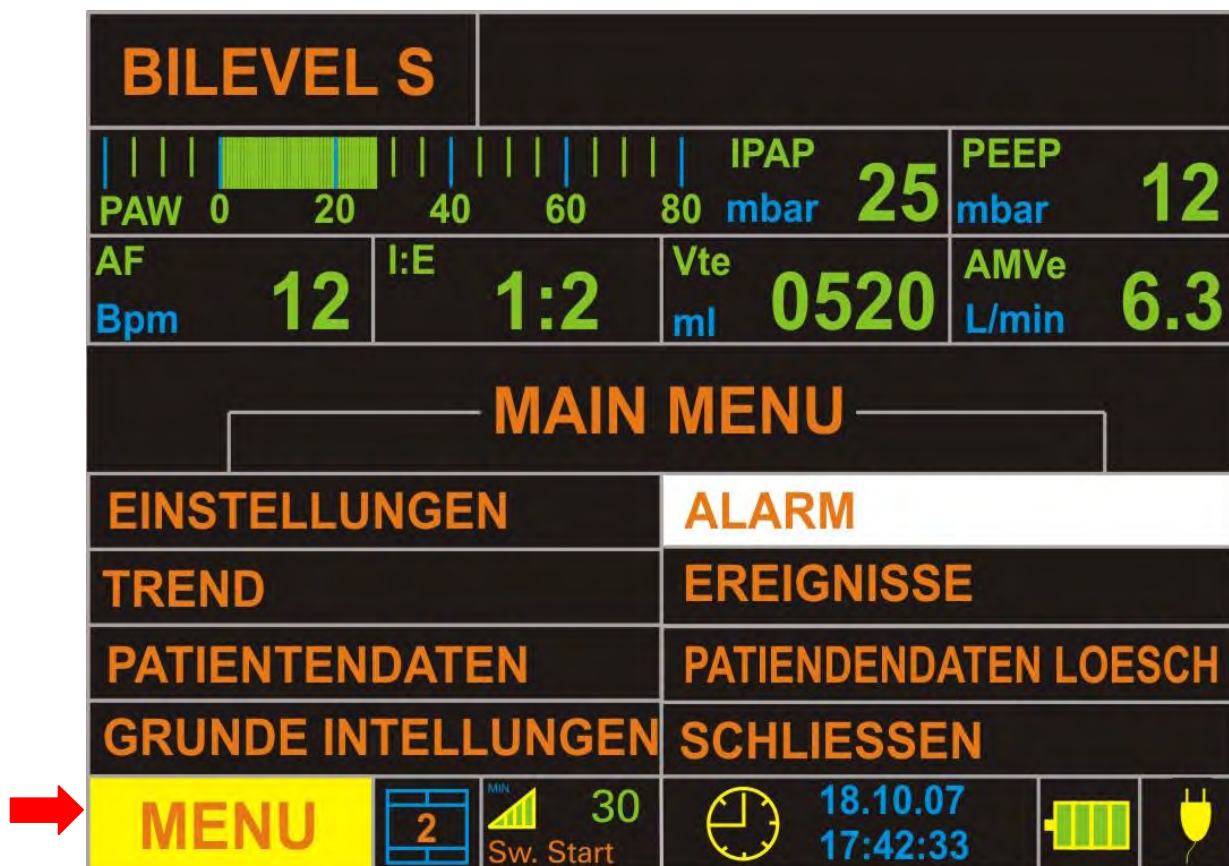 BILEVEL S
PAW 0 20 40 60 80
IPAP
mbar 25
PEEP
mbar 12
AF
Bpm 12
I:E
1:2
Vte
ml 0520
AMVe
L/min 6.3
MAIN MENU
EINSTELLUNGEN ALARM
TREND EREIGNISSE
PATIENTENDATEN PATIENDENDATEN LOESCH
GRUNDE INTELLUNGEN SCHLIESSEN
MENU
2
MIN 30
Sw. Start
18.10.07
17:42:33